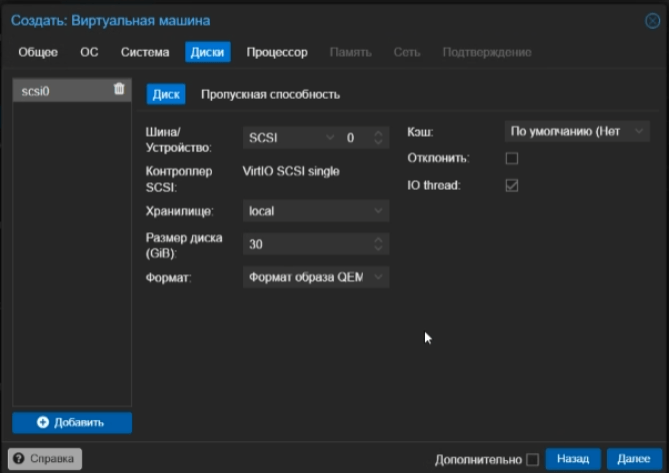 Создать: Виртуальная машина
Общее ОС Система Диски Процессор Память Сеть Подтверждение
scsi0
Диск Пропускная способность
Шина/
Устройство:
SCSI 0
Контроллер
SCSI:
VirtIO SCSI single
Хранилище:
local
Размер диска
(GiB):
30
Формат:
Формат образа QEM
Кэш:
По умолчанию (Нет
Отклонить:
IO thread:
Добавить
Справка
Дополнительно Назад Далее